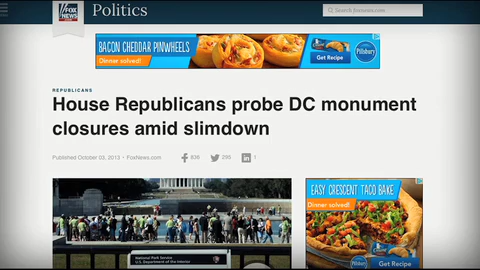 FOX
NEWS
Politics
Search foxnews.com
BACON CHEDDAR PINWHEELS
Dinner solved!
Pillsbury
Get Recipe
REPUBLICANS
House Republicans probe DC monument
closures amid slimdown
Published October 03, 2013 · FoxNews.com
836
295
1
National Park Service
U.S. Department of the Interior
EASY CRESCENT TACO BAKE
Dinner solved!
Pillsbury
Get Recipe